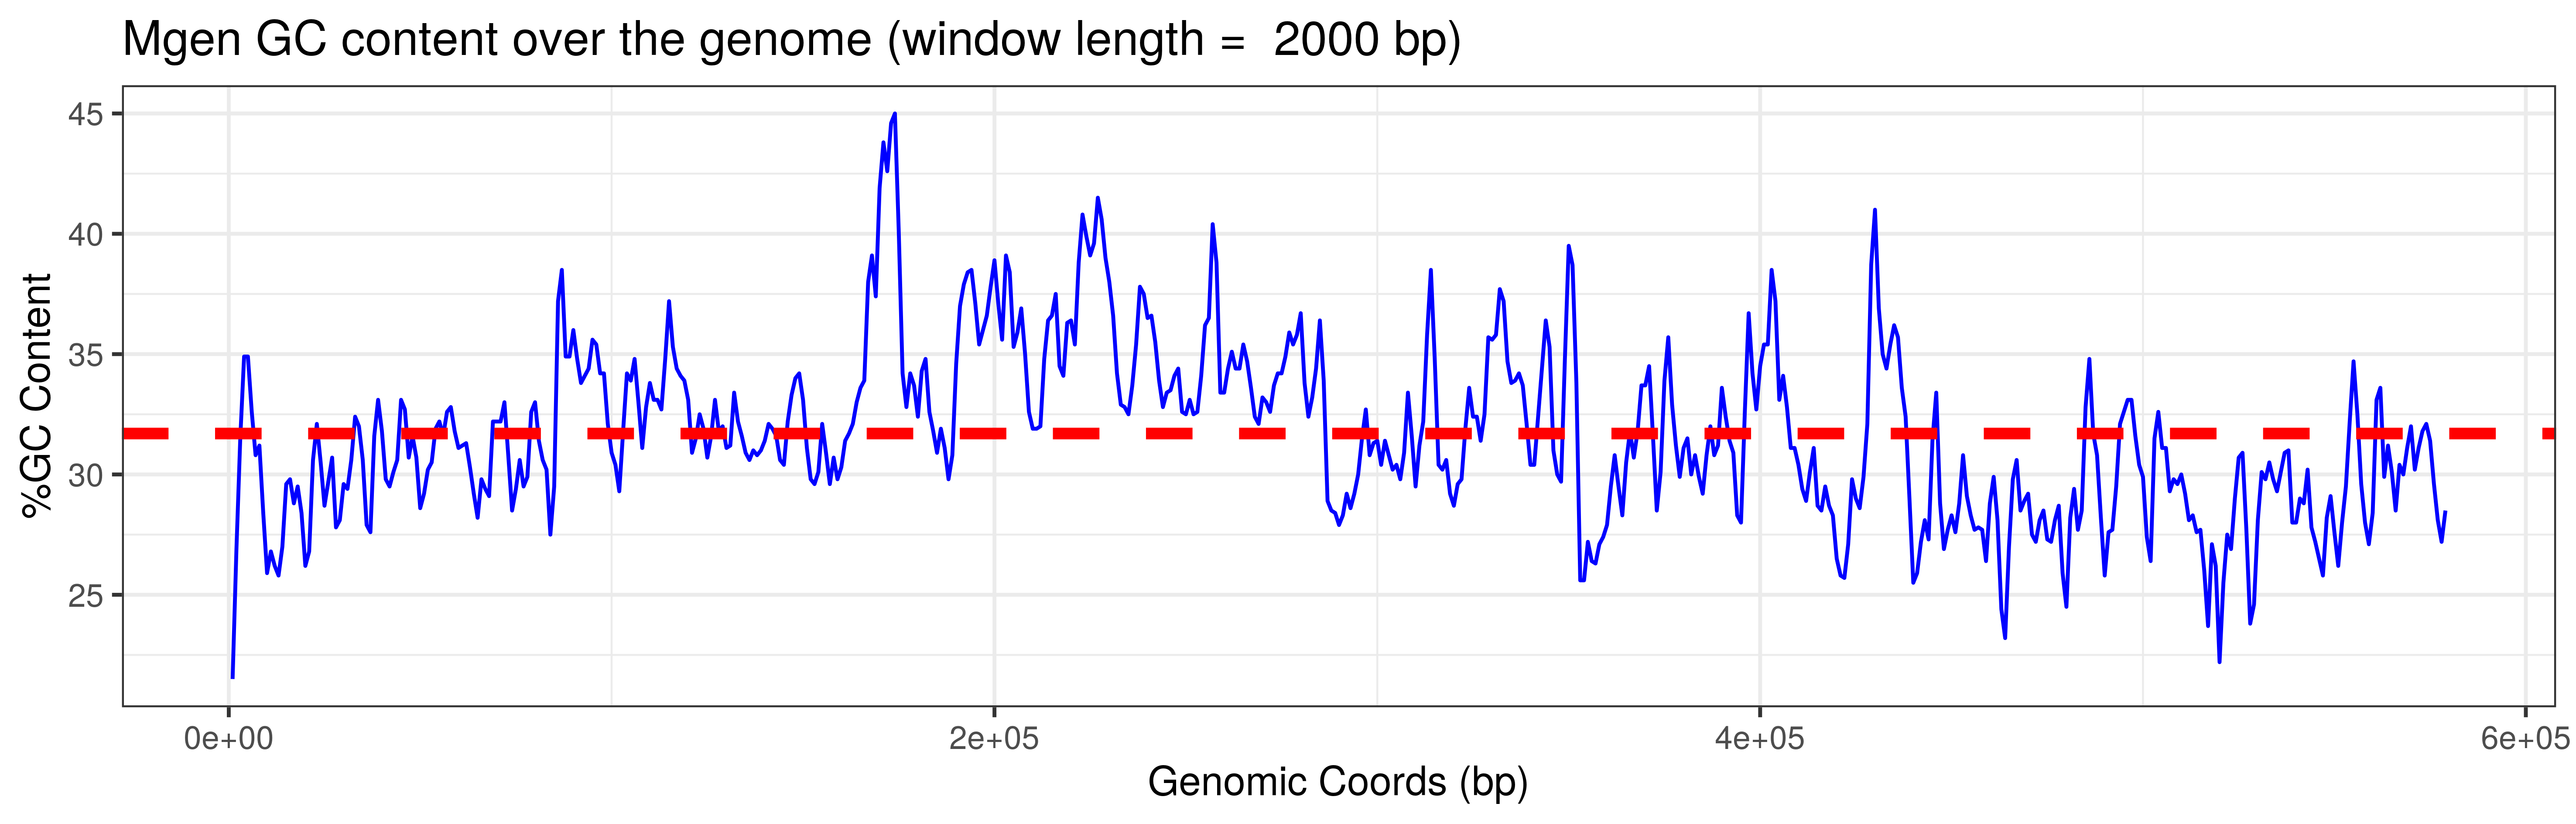 Mgen GC content over the genome (window length =  2000 bp)
%GC Content
45
40
35
30
25
0e+00 2e+05 4e+05 6e+05
Genomic Coords (bp)